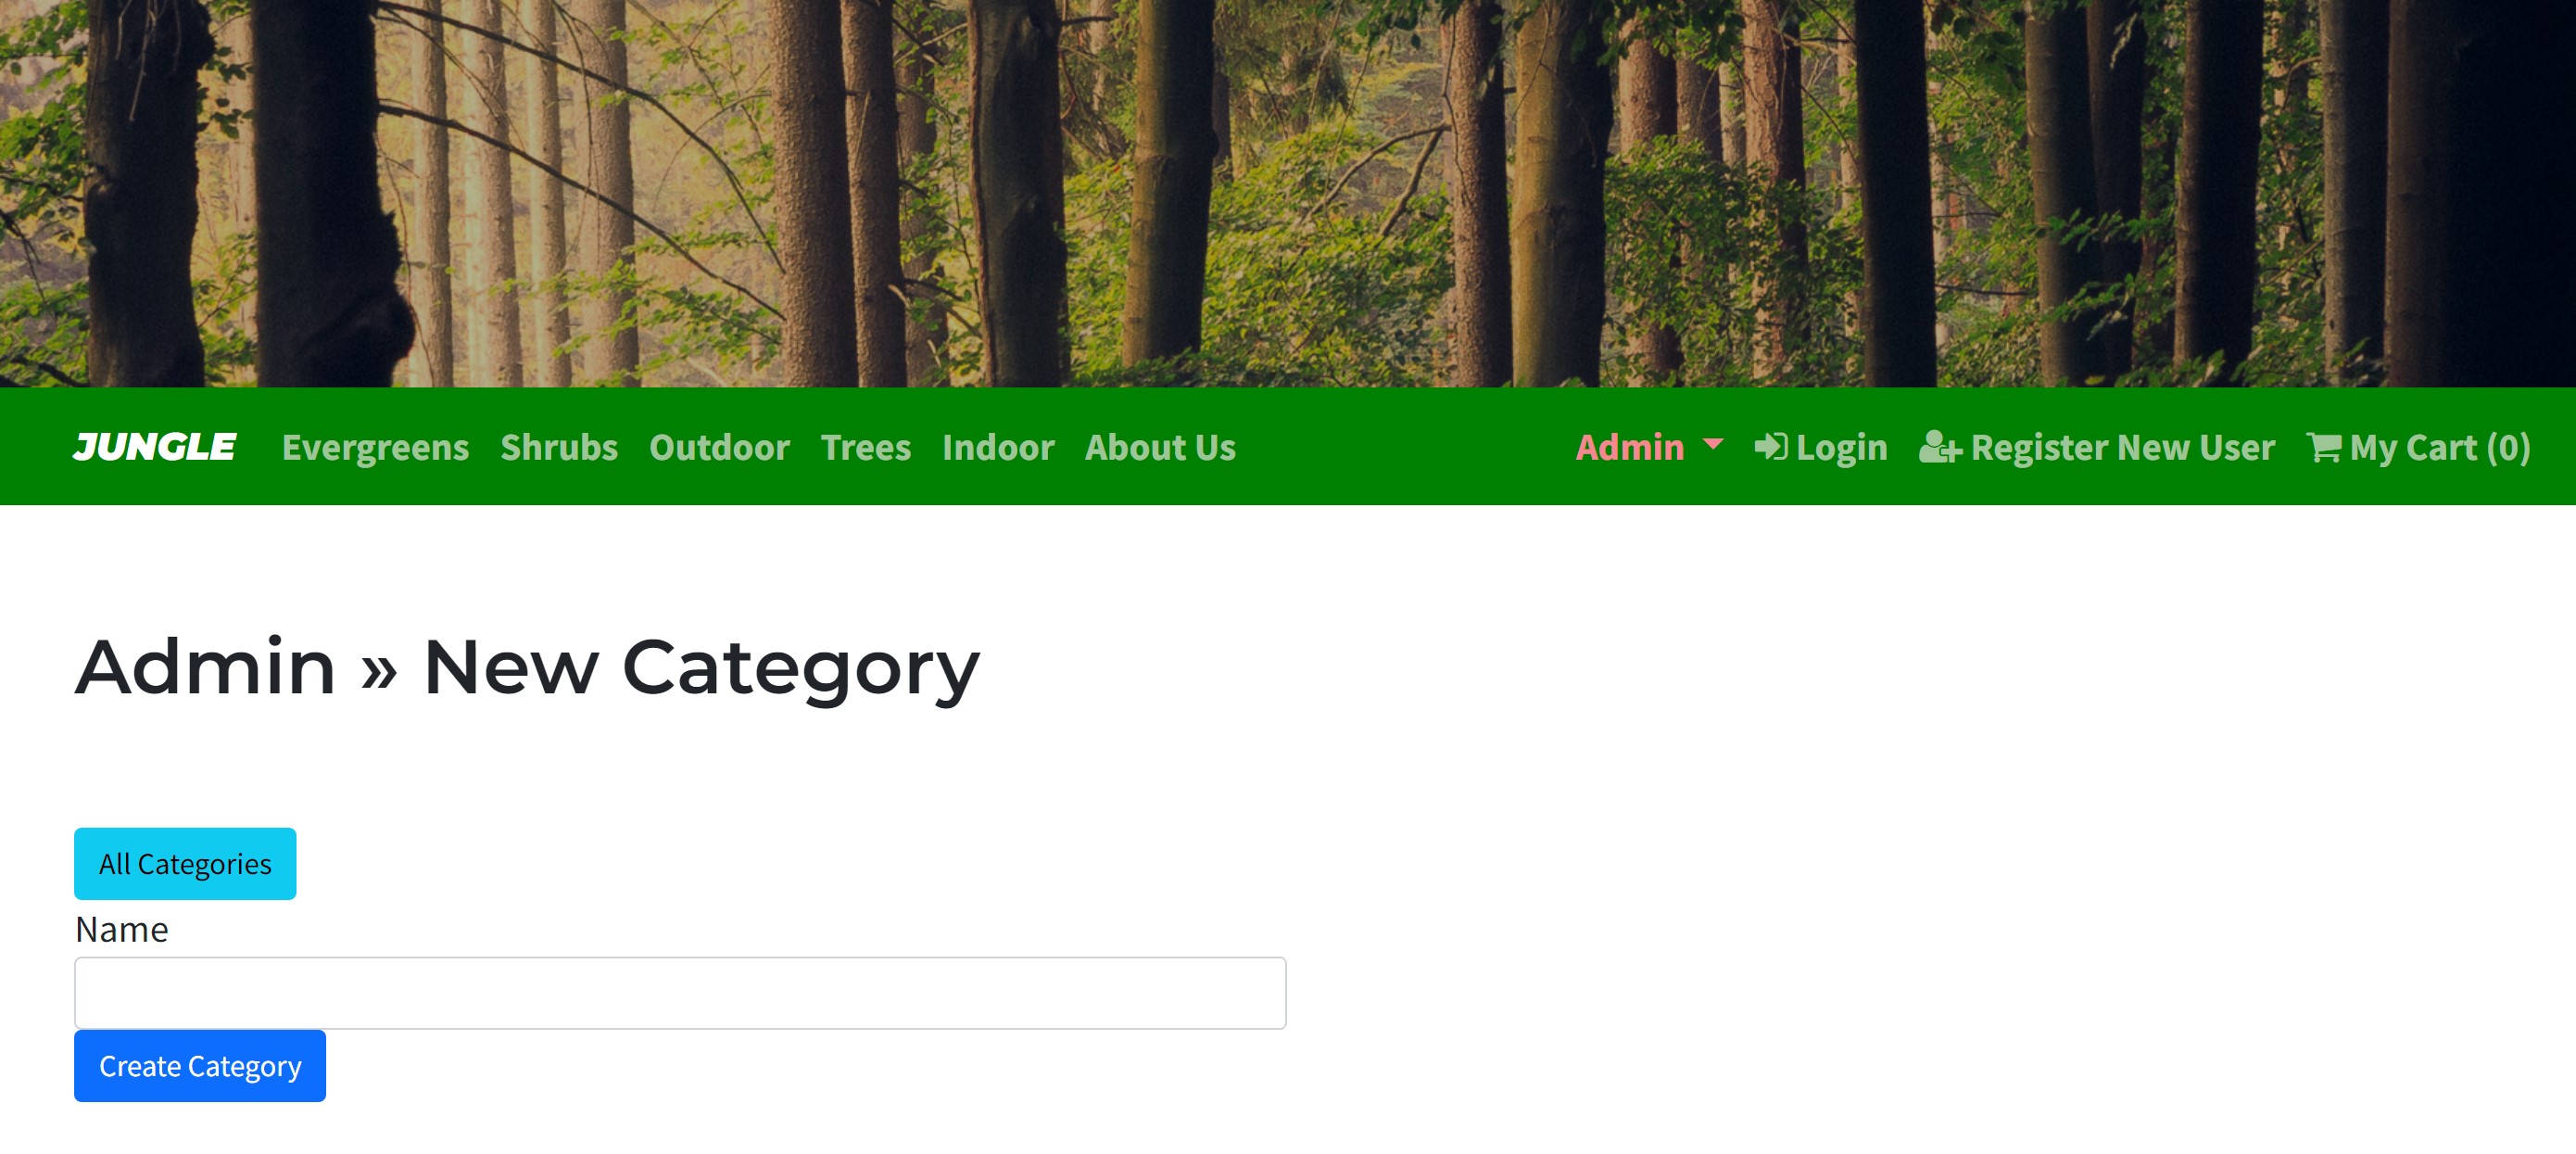 JUNGLE Evergreens Shrubs Outdoor Trees Indoor About Us Admin Login Register New User My Cart (0)
Admin » New Category
All Categories
Name
Create Category